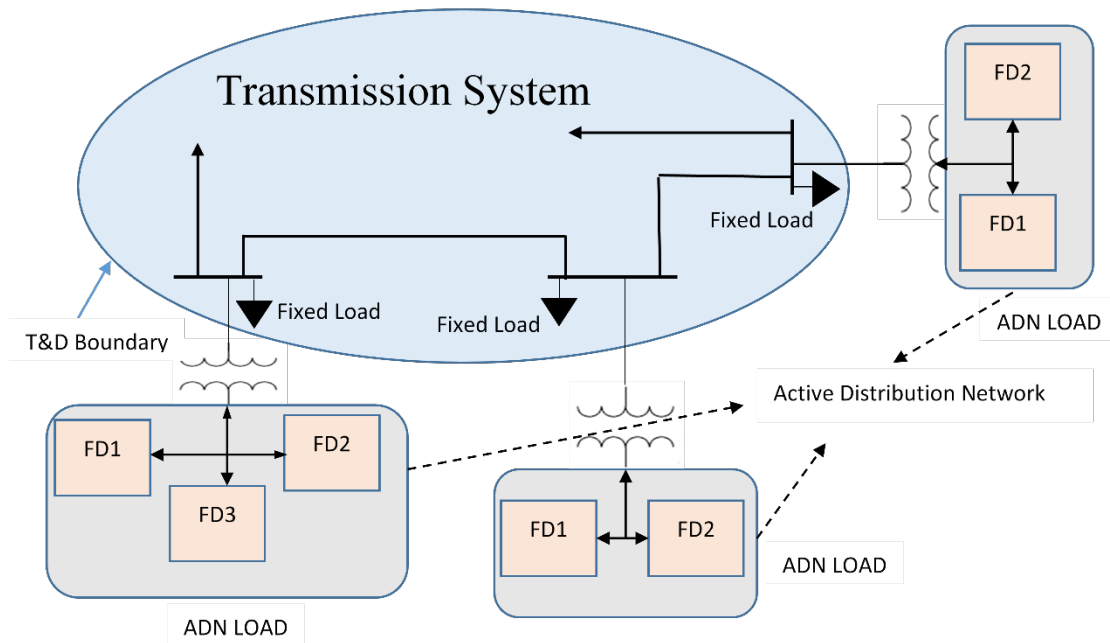 Transmission System
FD2
FD1
Fixed Load
Fixed Load
Fixed Load
T&D Boundary
ADN LOAD
Active Distribution Network
FD1
FD2
FD3
FD1
FD2
ADN LOAD
ADN LOAD